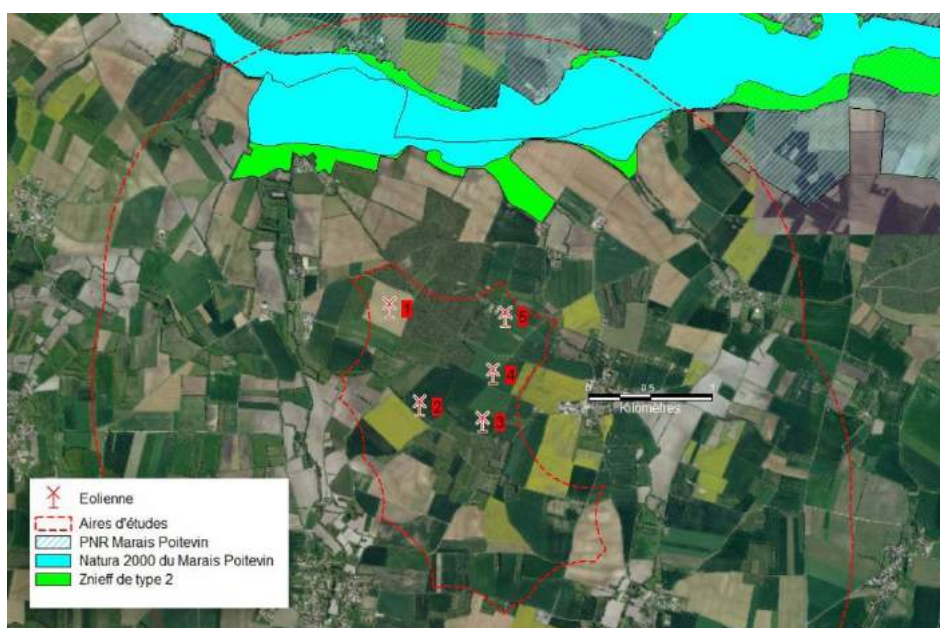 1
5
4
2
3
0
0.5
1
Kilomètres
Eolienne
Aires d'études
PNR Marais Poitevin
Natura 2000 du Marais Poitevin
Znieff de type 2